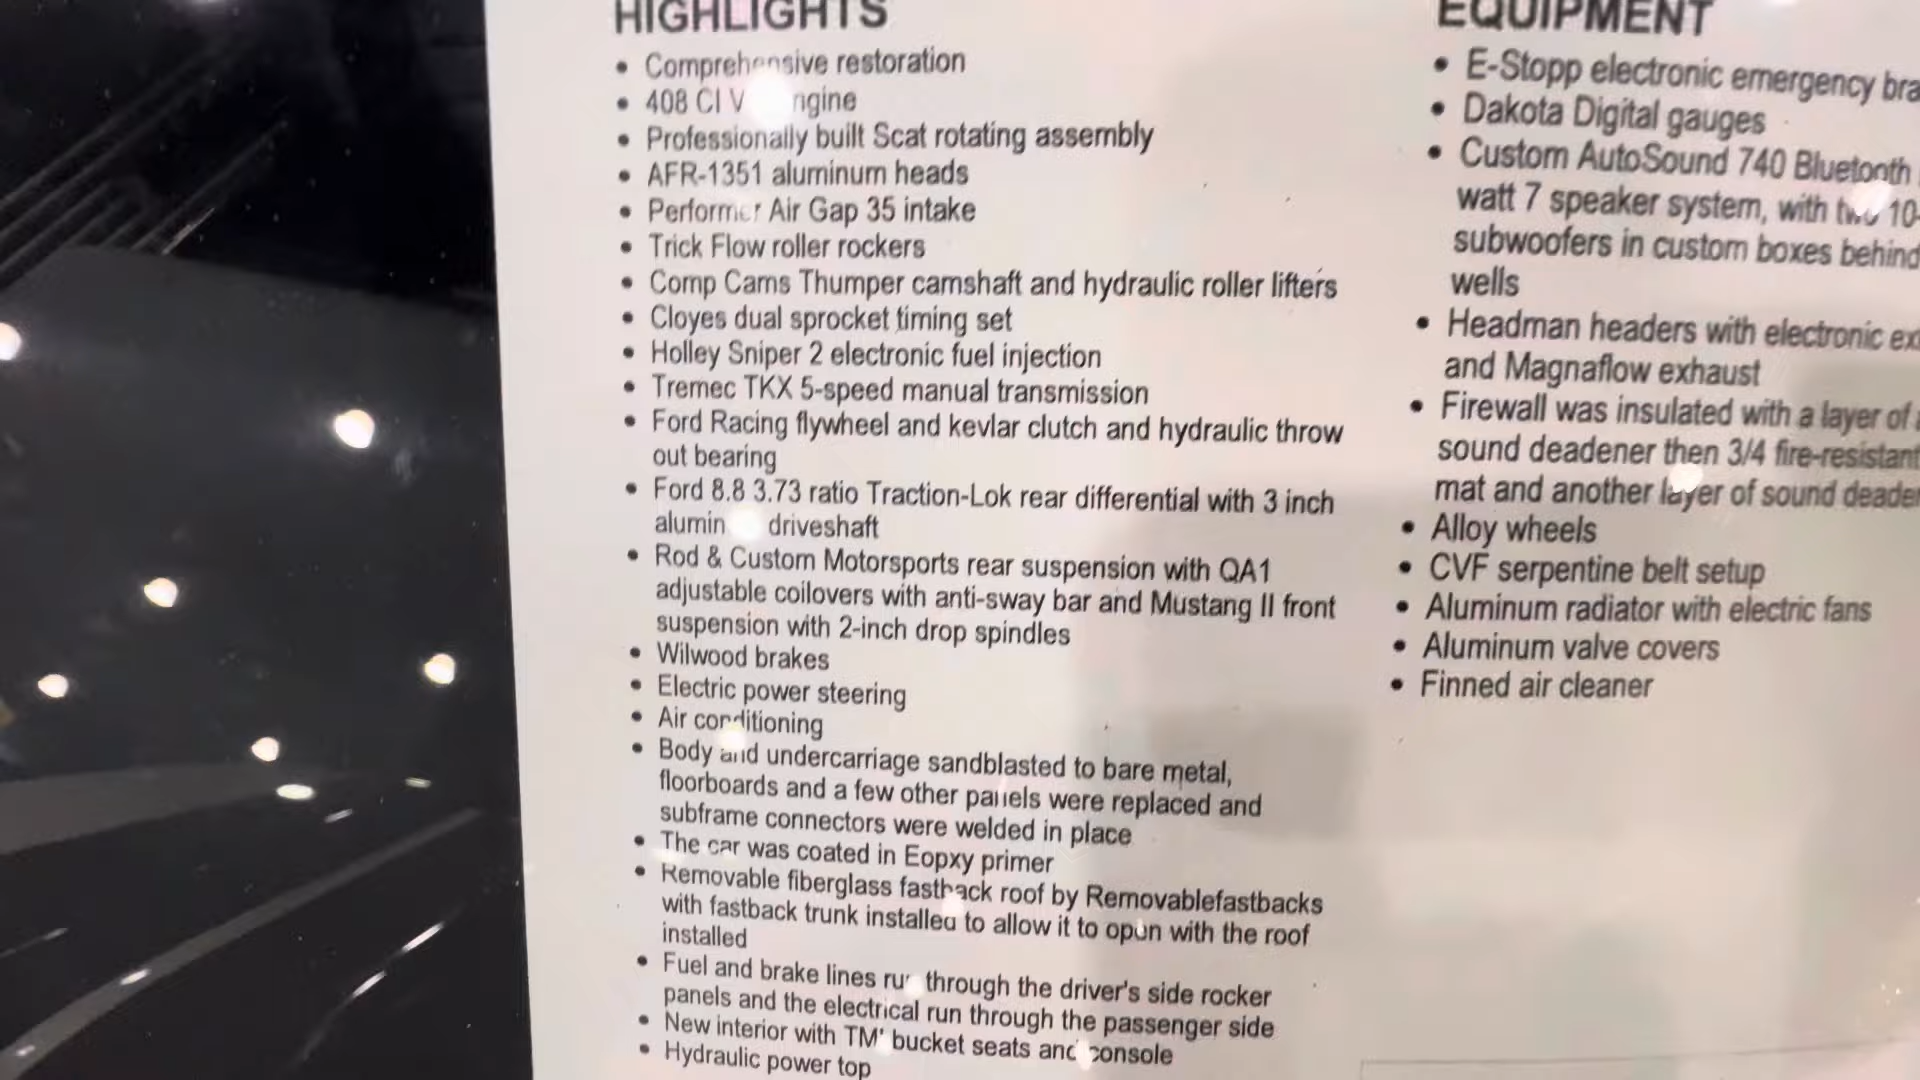 HIGHLIGHTS
• Comprehensive restoration
• 408 CI V
• Professionally built Scat rotating assembly
• AFR-1351 aluminum heads
• Performer Air Gap 35 intake
• Trick Flow roller rockers
• Comp Cams Thumper camshaft and hydraulic roller lifters
• Cloyes dual sprocket timing set
• Holley Sniper 2 electronic fuel injection
• Tremec TKX 5-speed manual transmission
• Ford Racing flywheel and kevlar clutch and hydraulic throw
out bearing
• Ford 8.8 3.73 ratio Traction-Lok rear differential with 3 inch
driveshaft
• Rod & Custom Motorsports rear suspension with QA1
adjustable coilovers with anti-sway bar and Mustang II front
suspension with 2-inch drop spindles
• Wilwood brakes
• Electric power steering
• Air conditioning
• Body and undercarriage sandblasted to bare metal,
floorboards and a few other panels were replaced and
subframe connectors were welded in place
• The car was coated in Eopxy primer
• Removable fiberglass fastback roof by Removablefastbacks
with fastback trunk installed to allow it to open with the roof
installed
• Fuel and brake lines run through the driver's side rocker
panels and the electrical run through the passenger side
• New interior with bucket seats and console
• Hydraulic power top
EQUIPMENT
• E-Stopp electronic emergency
• Dakota Digital gauges
• Custom AutoSound 740 Bluetooth
watt 7 speaker system, with two 10-
subwoofers in custom boxes behind
wells
• Headman headers with electronic
and Magnaflow exhaust
• Firewall was insulated with a layer of
sound deadener then 3/4 fire-resistant
mat and another layer of sound
• Alloy wheels
• CVF serpentine belt setup
• Aluminum radiator with electric fans
• Aluminum valve covers
• Finned air cleaner